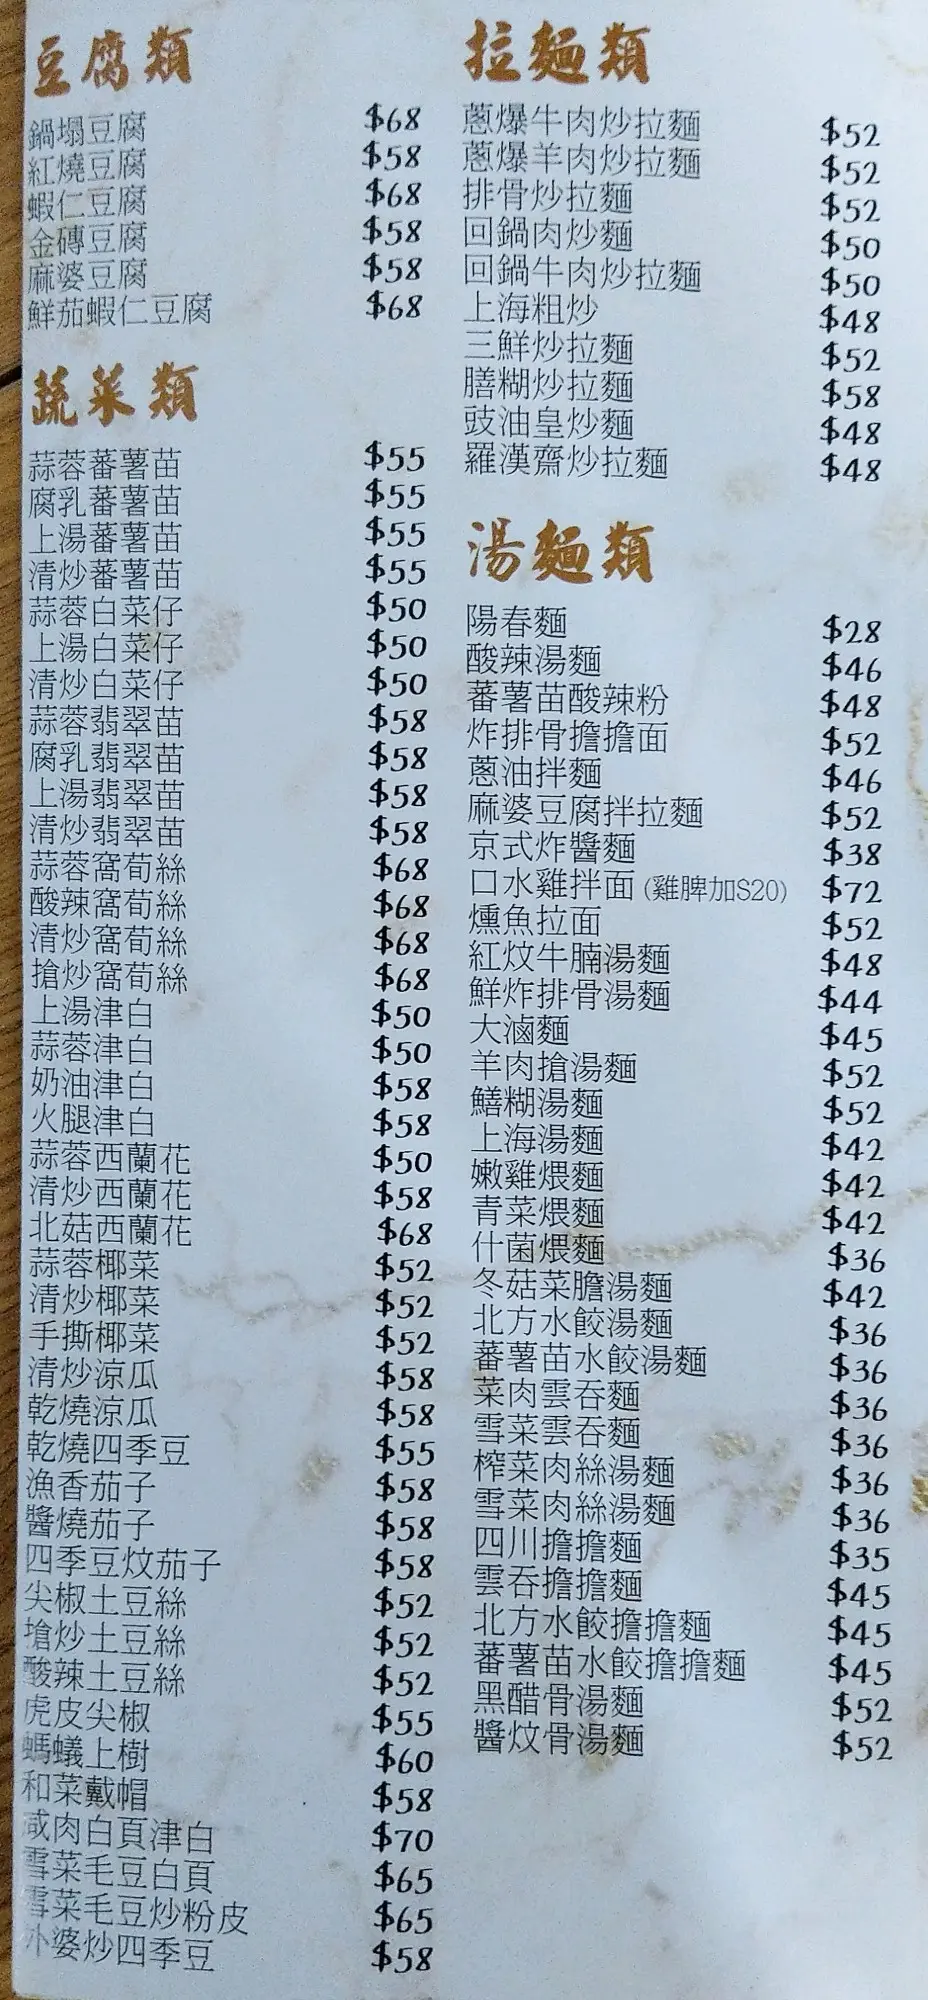 豆腐類
鍋塌豆腐 $68
紅燒豆腐 $58
蝦仁豆腐 $68
金磚豆腐 $58
麻婆豆腐 $58
鮮茄蝦仁豆腐 $68
蔬菜類
蒜蓉蕃薯苗 $55
腐乳蕃薯苗 $55
上湯蕃薯苗 $55
清炒蕃薯苗 $55
蒜蓉白菜仔 $50
上湯白菜仔 $50
清炒白菜仔 $50
蒜蓉翡翠苗 $58
腐乳翡翠苗 $58
上湯翡翠苗 $58
清炒翡翠苗 $58
蒜蓉窩荀絲 $68
酸辣窩荀絲 $68
清炒窩荀絲 $68
搶炒窩荀絲 $68
上湯津白 $50
蒜蓉津白 $50
奶油津白 $58
火腿津白 $58
蒜蓉西蘭花 $50
清炒西蘭花 $58
北菇西蘭花 $68
蒜蓉椰菜 $52
清炒椰菜 $52
手撕椰菜 $52
清炒涼瓜 $58
乾燒涼瓜 $58
乾燒四季豆 $55
漁香茄子 $58
醬燒茄子 $58
四季豆炆茄子 $58
尖椒土豆絲 $52
搶炒土豆絲 $52
酸辣土豆絲 $52
虎皮尖椒 $55
螞蟻上樹 $60
和菜戴帽 $58
咸肉白頁津白 $70
雪菜毛豆白頁 $65
雪菜毛豆炒粉皮 $65
外婆炒四季豆 $58
拉麵類
蔥爆牛肉炒拉麵 $52
蔥爆羊肉炒拉麵 $52
排骨炒拉麵 $52
回鍋肉炒麵 $50
回鍋牛肉炒拉麵 $50
上海粗炒 $48
三鮮炒拉麵 $52
膳糊炒拉麵 $58
豉油皇炒麵 $48
羅漢齋炒拉麵 $48
湯麵類
陽春麵 $28
酸辣湯麵 $46
蕃薯苗酸辣粉 $48
炸排骨擔擔面 $52
蔥油拌麵 $46
麻婆豆腐拌拉麵 $52
京式炸醬麵 $38
口水雞拌面 (雞脾加$20) $72
燻魚拉面 $52
紅炆牛腩湯麵 $48
鮮炸排骨湯麵 $44
大滷麵 $45
羊肉搶湯麵 $52
鱔糊湯麵 $52
上海湯麵 $42
嫩雞煨麵 $42
青菜煨麵 $42
什菌煨麵 $36
冬菇菜膽湯麵 $42
北方水餃湯麵 $36
蕃薯苗水餃湯麵 $36
菜肉雲吞麵 $36
雪菜雲吞麵 $36
榨菜肉絲湯麵 $36
雪菜肉絲湯麵 $36
四川擔擔麵 $35
雲吞擔擔麵 $45
北方水餃擔擔麵 $45
蕃薯苗水餃擔擔麵 $45
黑醋骨湯麵 $52
醬炆骨湯麵 $52